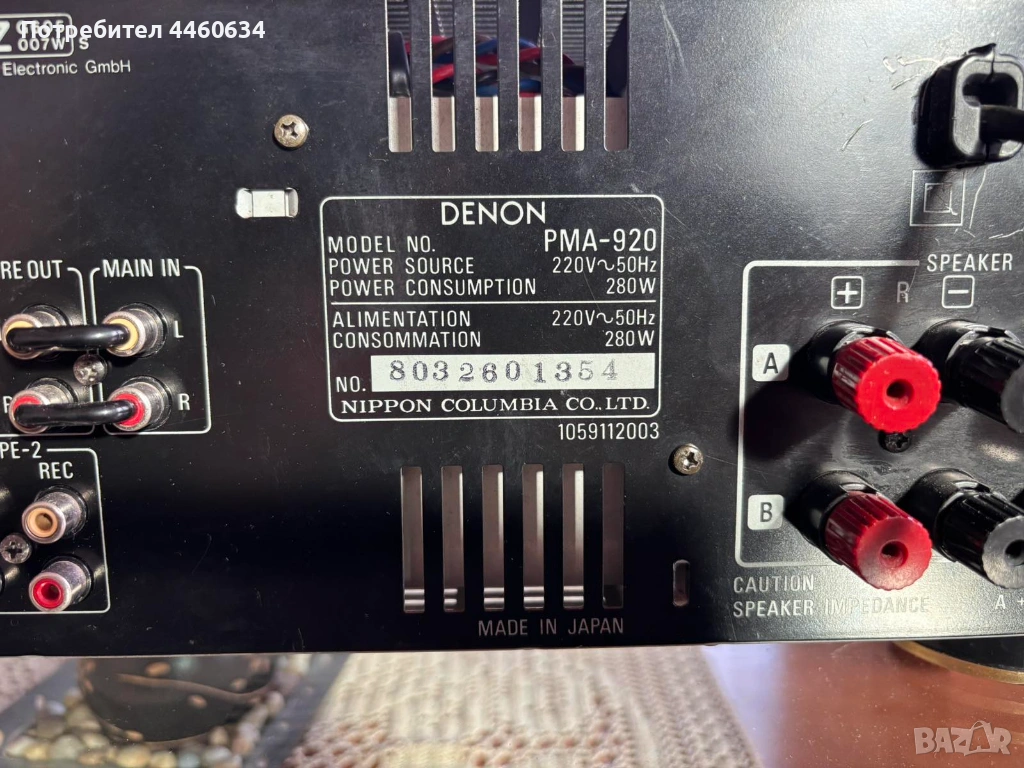 Потребител 4460634
Z
007W S
Electronic GmbH
DENON
MODEL NO. PMA-920
POWER SOURCE 220V~50Hz
POWER CONSUMPTION 280W
ALIMENTATION 220V~50Hz
CONSOMMATION 280W
NO. 8032601354
NIPPON COLUMBIA CO., LTD.
1059112003
RE OUT MAIN IN
L
R R
PE-2
REC
SPEAKER
+ R −
A
B
CAUTION
SPEAKER IMPEDANCE A +
MADE IN JAPAN
BAZAR